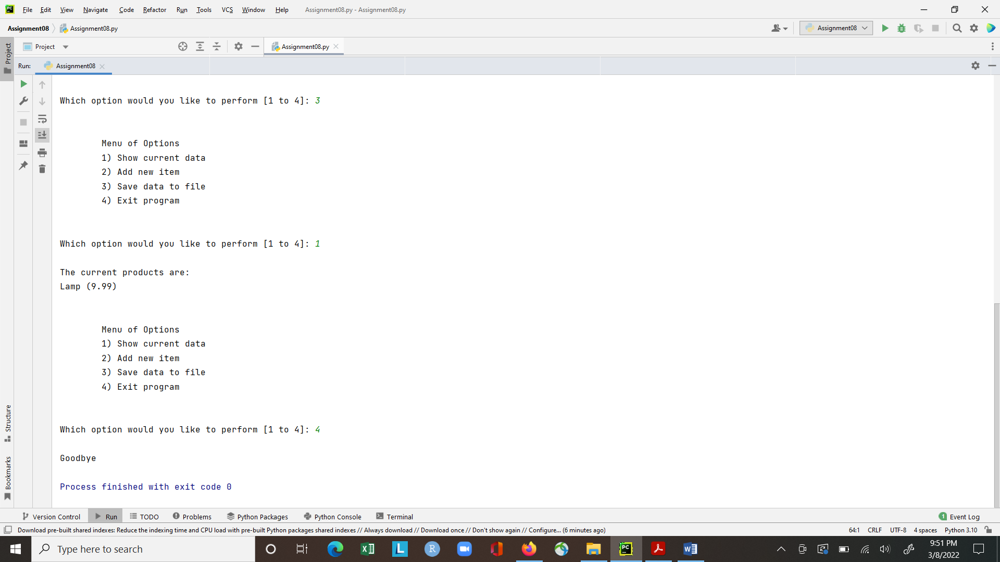 File Edit View Navigate Code Refactor Run Tools VCS Window Help Assignment08.py - Assignment08.py
Assignment08 Assignment08.py Assignment08
Project Project Assignment08.py
Run: Assignment08
Which option would you like to perform [1 to 4]: 3
Menu of Options
1) Show current data
2) Add new item
3) Save data to file
4) Exit program
Which option would you like to perform [1 to 4]: 1
The current products are:
Lamp (9.99)
Menu of Options
1) Show current data
2) Add new item
3) Save data to file
4) Exit program
Structure
Which option would you like to perform [1 to 4]: 4
Goodbye
Bookmarks
Process finished with exit code 0
Version Control Run TODO Problems Python Packages Python Console Terminal 1 Event Log
Download pre-built shared indexes: Reduce the indexing time and CPU load with pre-built Python packages shared indexes // Always download // Download once // Don't show again // Configure... (6 minutes ago) 64:1 CRLF UTF-8 4 spaces Python 3.10
Type here to search
9:51 PM
3/8/2022